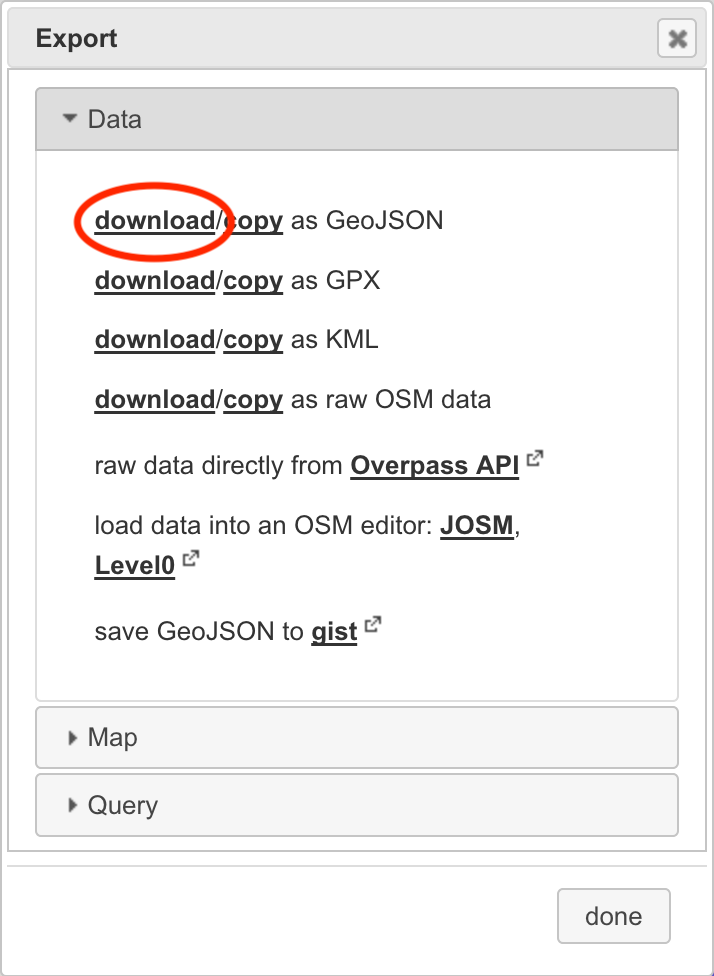 Export
Data
download/copy as GeoJSON
download/copy as GPX
download/copy as KML
download/copy as raw OSM data
raw data directly from Overpass API
load data into an OSM editor: JOSM,
Level0
save GeoJSON to gist
Map
Query
done